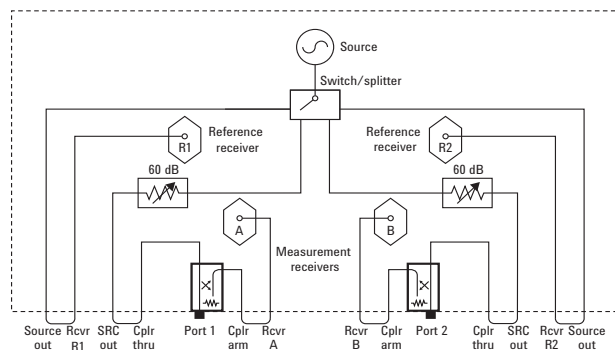 Source
Switch/splitter
R1
Reference
receiver
Reference
receiver
R2
60 dB
60 dB
A
B
Measurement
receivers
Source
out
Rcvr
R1
SRC
out
Cplr
thru
Port 1
Cplr
arm
Rcvr
A
Rcvr
B
Cplr
arm
Port 2
Cplr
thru
SRC
out
Rcvr
R2
Source
out